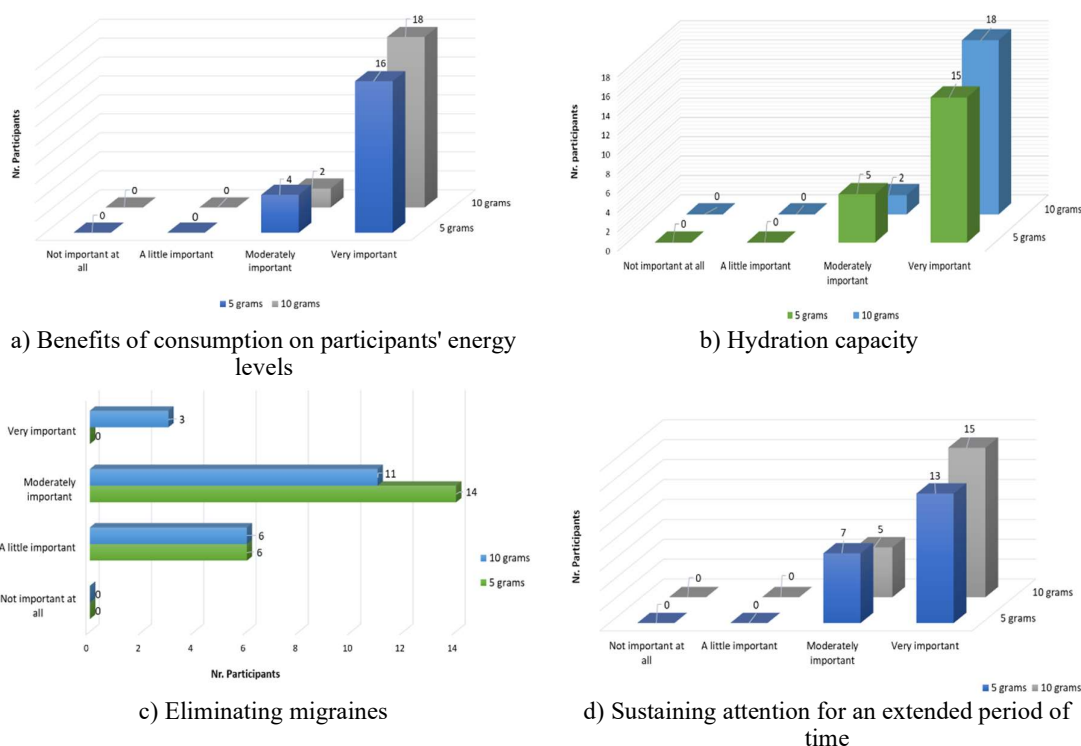 18
16
4
2
0
0
0
0
Nr. Participants
10 grams
5 grams
Not important at all
A little important
Moderately important
Very important
5 grams
10 grams
a) Benefits of consumption on participants' energy
levels
18
15
5
2
0
0
0
0
18
16
14
12
10
8
6
4
2
0
Nr. participants
10 grams
5 grams
Not important at all
A little important
Moderately important
Very important
5 grams
10 grams
b) Hydration capacity
Very important
3
0
Moderately
important
11
14
A little important
6
6
Not important at
all
0
0
10 grams
5 grams
0 2 4 6 8 10 12 14
Nr. Participants
c) Eliminating migraines
15
13
7
5
0
0
0
0
Nr. Participants
10 grams
5 grams
Not important at
all
A little important
Moderately
important
Very important
5 grams
10 grams
d) Sustaining attention for an extended period of
time